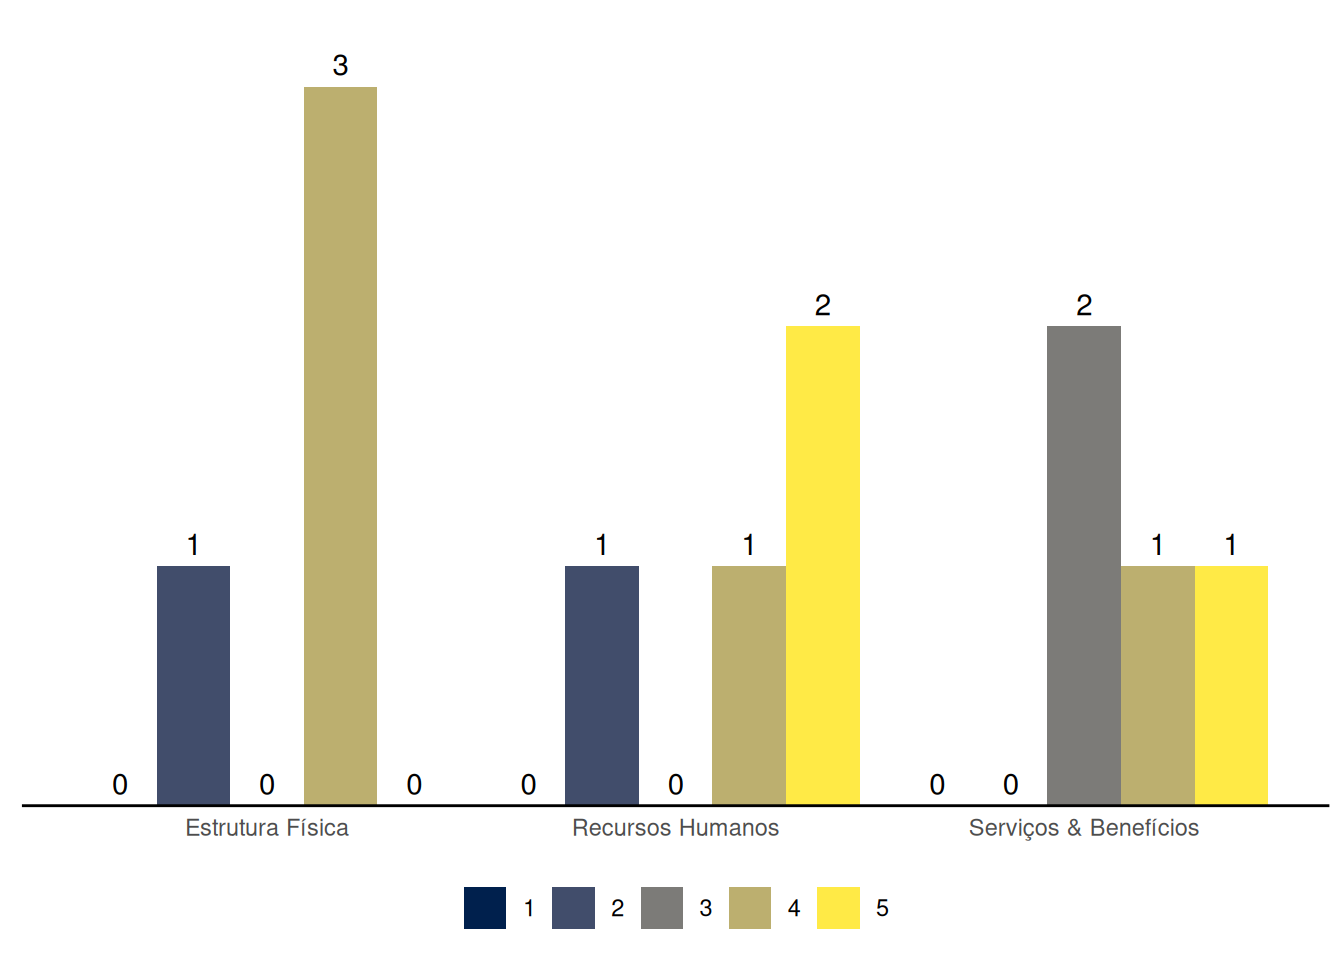 3
2 2
1 1 1 1 1
0 0 0 0 0 0 0
Estrutura Física Recursos Humanos Serviços & Benefícios
1 2 3 4 5